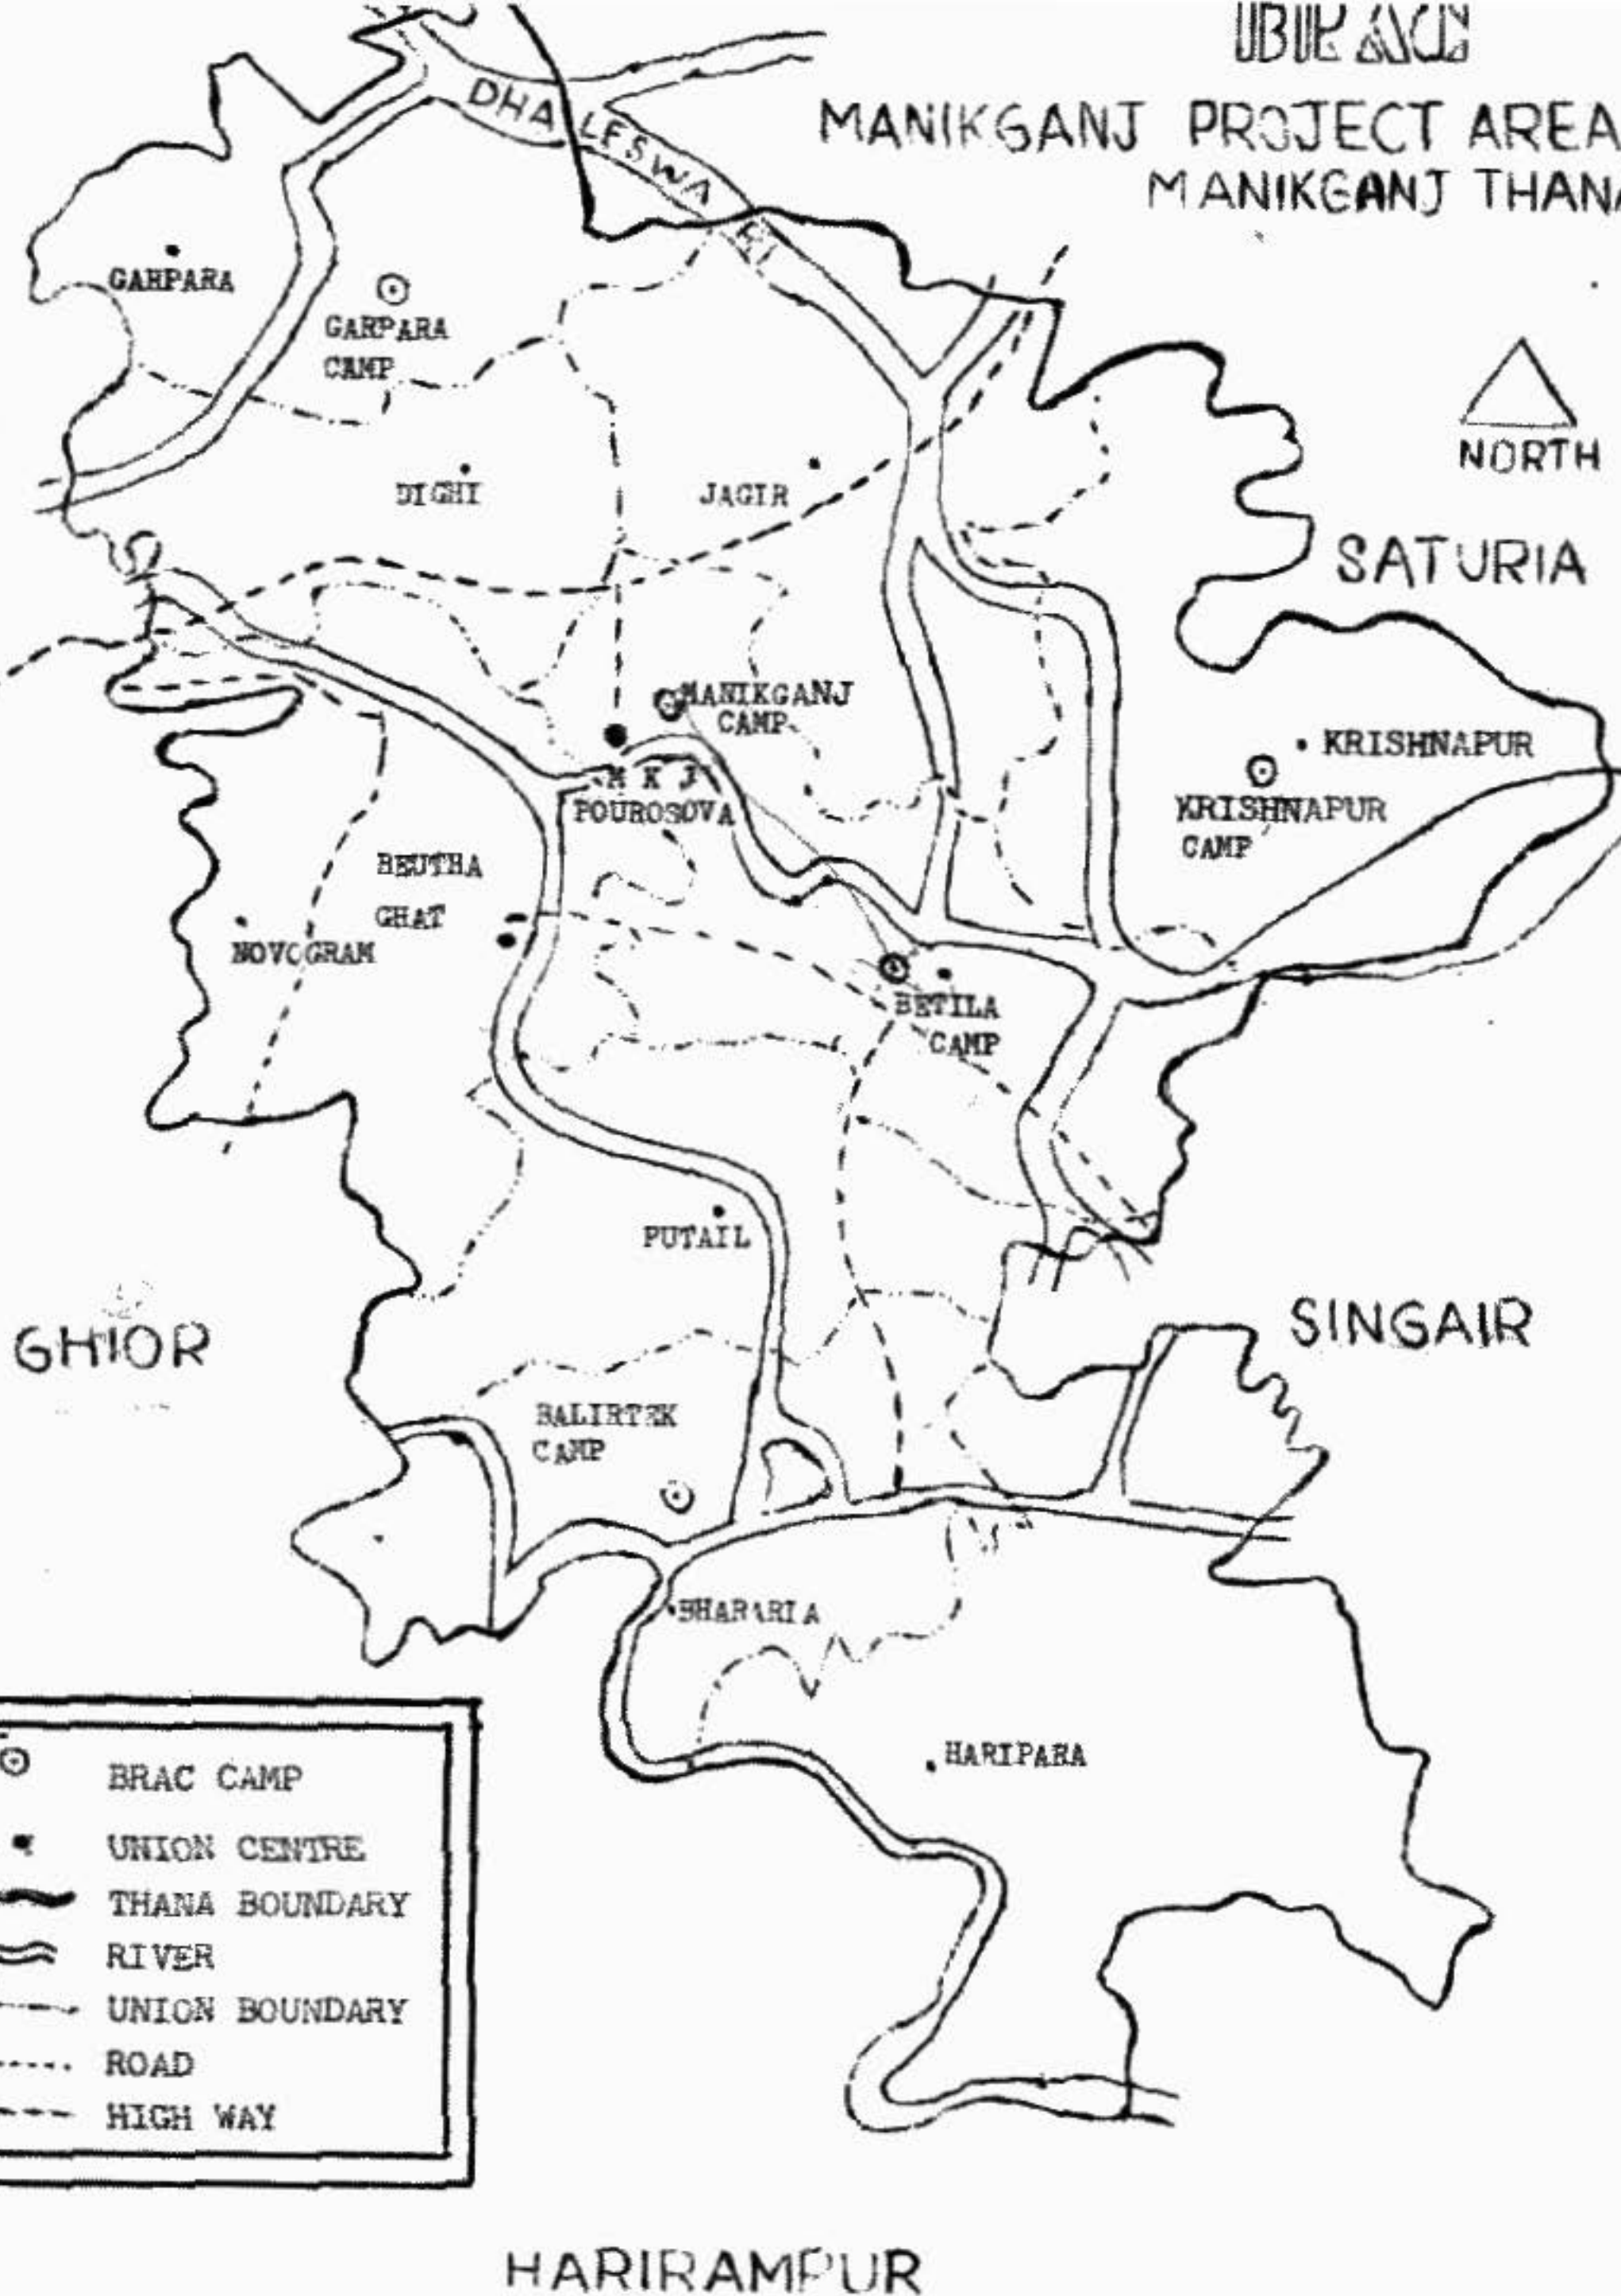 BRAC
MANIKGANJ PROJECT AREA
MANIKGANJ THANA
DHALESWARI
GARPARA
GARPARA
CAMP
NORTH
DIGHI
JAGIR
SATURIA
MANIKGANJ
CAMP
KRISHNAPUR
M K J
POUROSOVA
KRISHNAPUR
CAMP
BEUTHA
GHAT
NOVOGRAM
BETILA
CAMP
PUTAIL
GHIOR
SINGAIR
BALIRTEK
CAMP
BHARARIA
HARIPARA
BRAC CAMP
UNION CENTRE
THANA BOUNDARY
RIVER
UNION BOUNDARY
ROAD
HIGH WAY
HARIRAMPUR